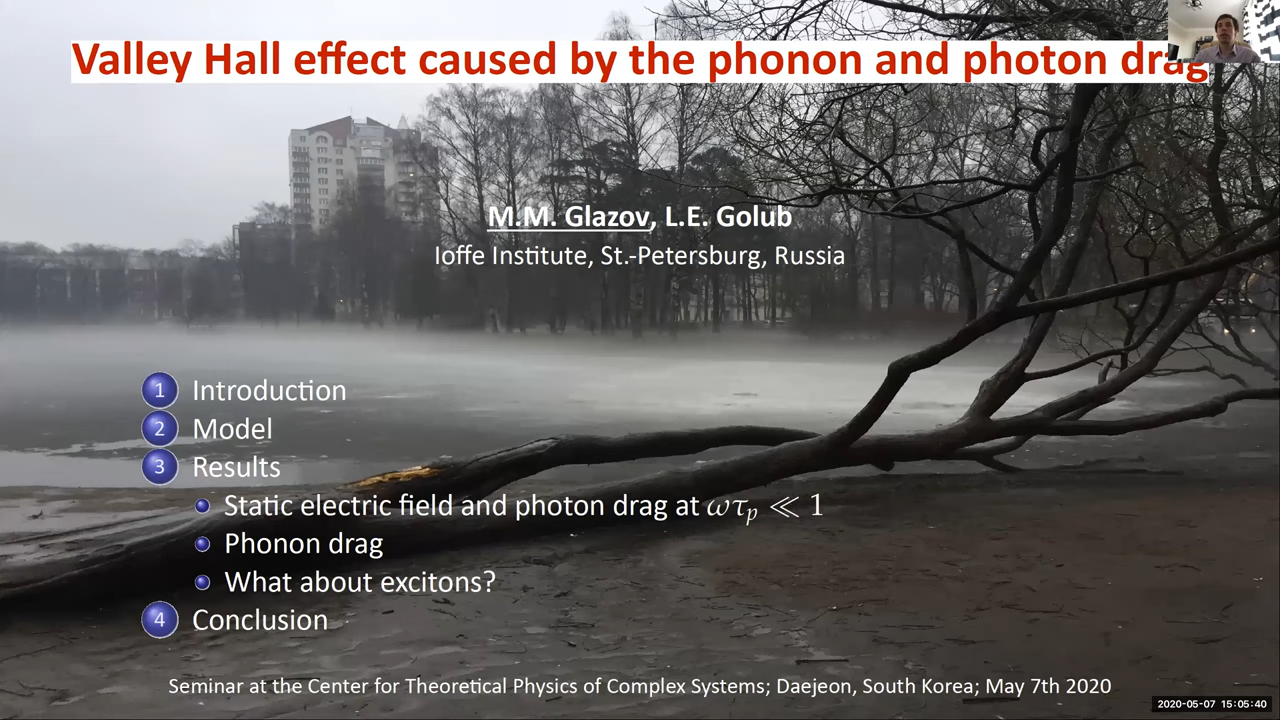 Valley Hall effect caused by the phonon and photon drag
M.M. Glazov, L.E. Golub
Ioffe Institute, St.-Petersburg, Russia
1 Introduction
2 Model
3 Results
Static electric field and photon drag at ωτₚ ≪ 1
Phonon drag
What about excitons?
4 Conclusion
Seminar at the Center for Theoretical Physics of Complex Systems; Daejeon, South Korea; May 7th 2020
2020-05-07 15:05:40